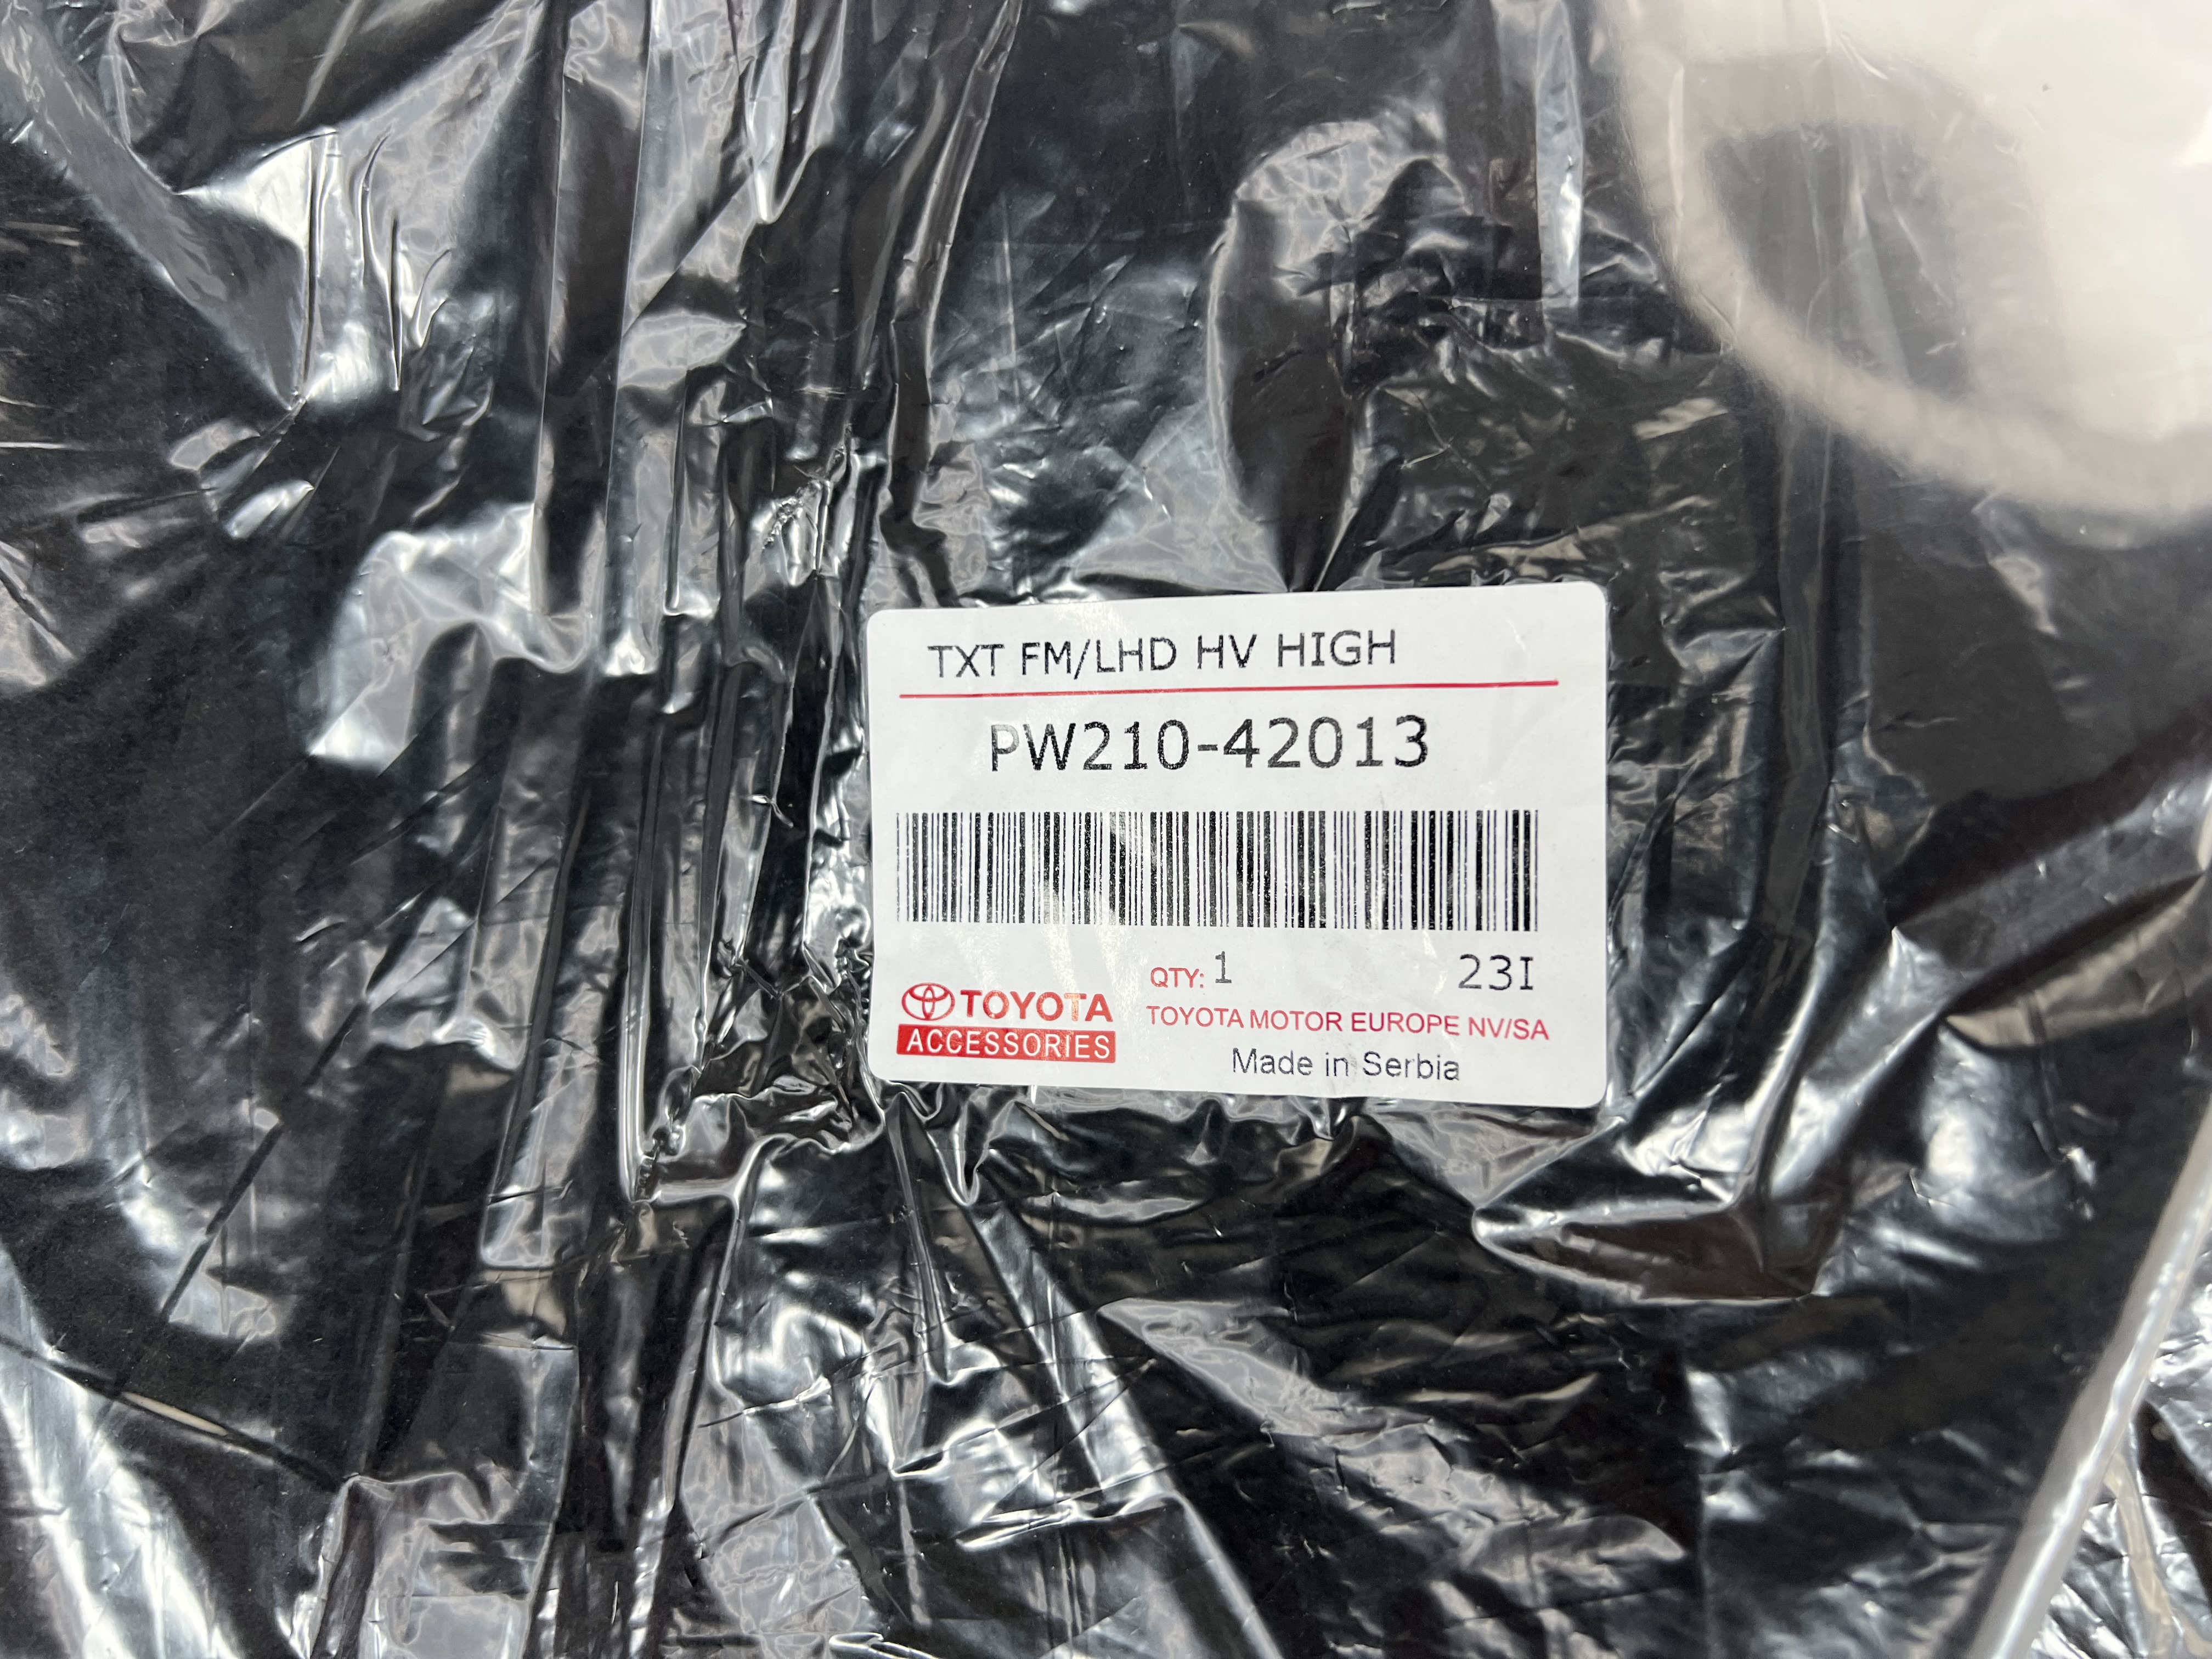 TXT FM/LHD HV HIGH
PW210-42013
QTY: 1
23I
TOYOTA
ACCESSORIES
TOYOTA MOTOR EUROPE NV/SA
Made in Serbia